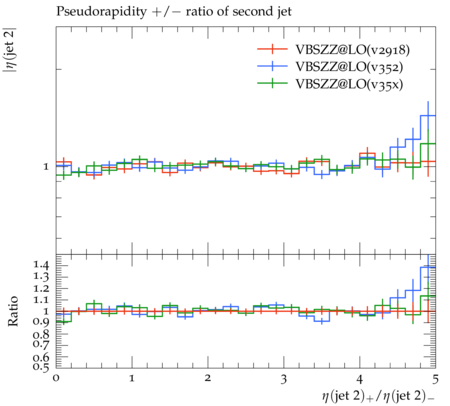 Pseudorapidity +/− ratio of second jet
|η(jet 2|
VBSZZ@LO(v2918)
VBSZZ@LO(v352)
VBSZZ@LO(v35x)
1
Ratio
1.4
1.3
1.2
1.1
1
0.9
0.8
0.7
0.6
0.5
0 1 2 3 4 5
η(jet 2)₊/η(jet 2)₋